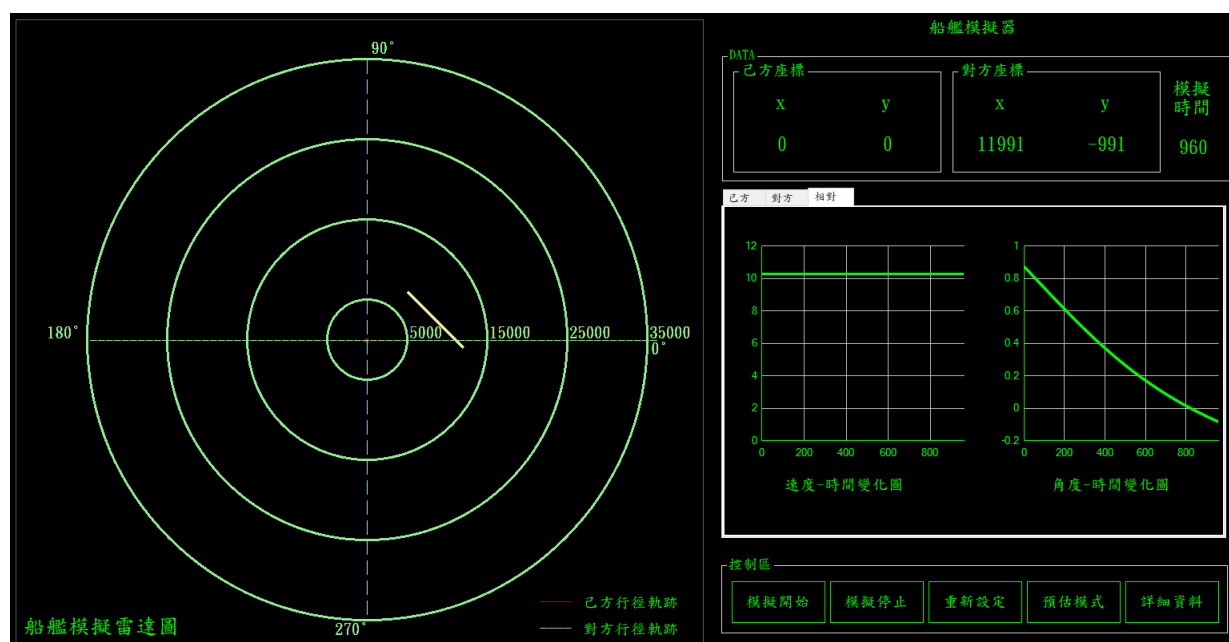 90°
180°
5000 15000 25000 35000
0°
270°
船艦模擬雷達圖
己方行徑軌跡
對方行徑軌跡
船艦模擬器
DATA
己方座標
x y
0 0
對方座標
x y
11991 -991
模擬
時間
960
己方 對方 相對
12
10
8
6
4
2
0
0 200 400 600 800
速度-時間變化圖
1
0.8
0.6
0.4
0.2
0
-0.2
0 200 400 600 800
角度-時間變化圖
控制區
模擬開始 模擬停止 重新設定 預估模式 詳細資料